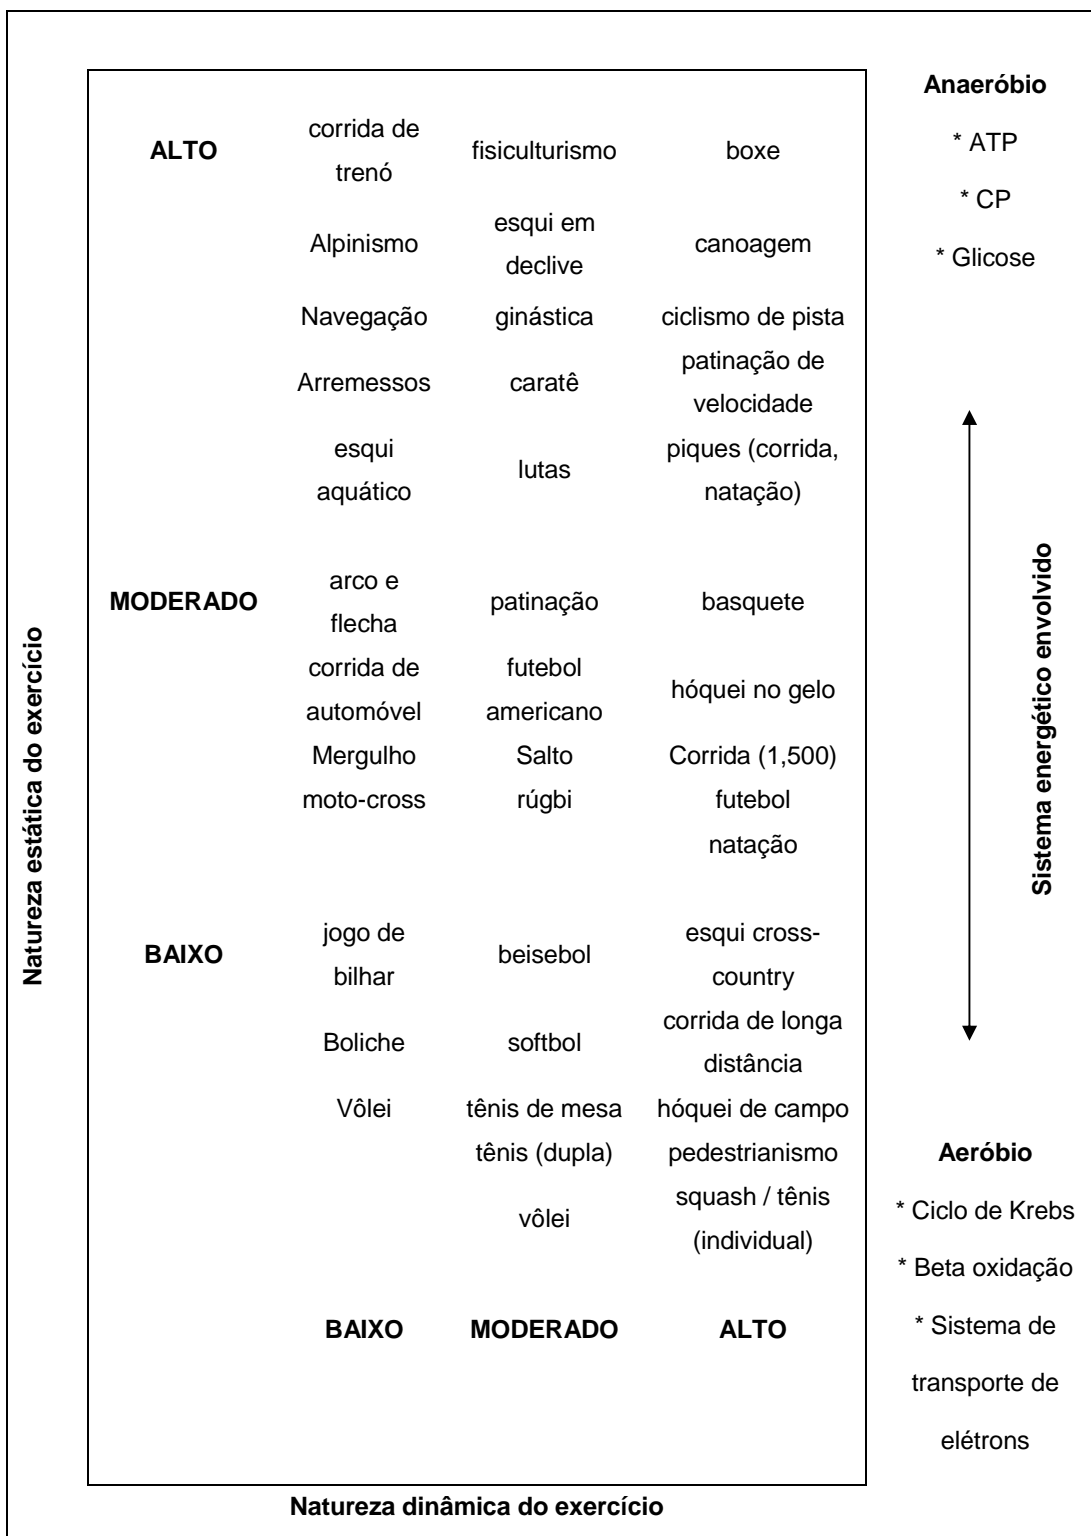 Anaeróbio
* ATP
* CP
* Glicose
ALTO
corrida de
trenó
fisiculturismo
boxe
Alpinismo
esqui em
declive
canoagem
Navegação
ginástica
ciclismo de pista
Arremessos
caratê
patinação de
velocidade
esqui
aquático
lutas
piques (corrida,
natação)
MODERADO
arco e
flecha
patinação
basquete
corrida de
automóvel
futebol
americano
hóquei no gelo
Mergulho
Salto
Corrida (1,500)
moto-cross
rúgbi
futebol
natação
BAIXO
jogo de
bilhar
beisebol
esqui cross-
country
Boliche
softbol
corrida de longa
distância
Vôlei
tênis de mesa
hóquei de campo
tênis (dupla)
pedestrianismo
vôlei
squash / tênis
(individual)
BAIXO
MODERADO
ALTO
Natureza estática do exercício
Natureza dinâmica do exercício
Sistema energético envolvido
Aeróbio
* Ciclo de Krebs
* Beta oxidação
* Sistema de
transporte de
elétrons